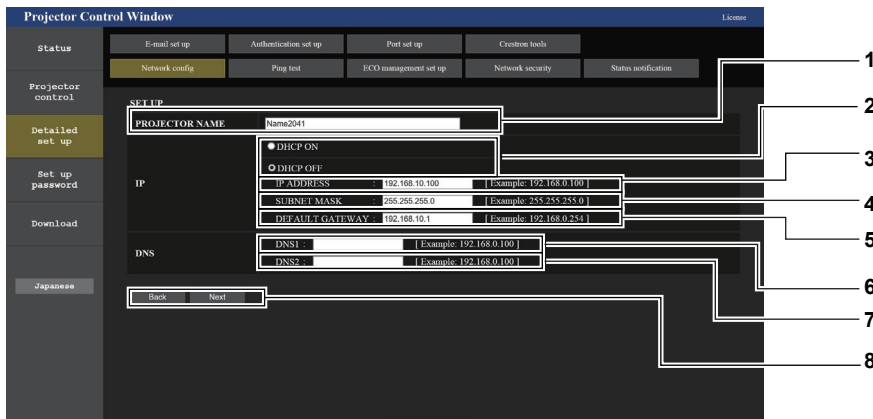 Projector Control Window
License
Status
Projector
control
Detailed
set up
Set up
password
Download
Japanese
E-mail set up
Authentication set up
Port set up
Crestron tools
Network config
Ping test
ECO management set up
Network security
Status notification
SET UP
PROJECTOR NAME Name2041
IP
DHCP ON
DHCP OFF
IP ADDRESS : 192.168.10.100 [ Example: 192.168.0.100 ]
SUBNET MASK : 255.255.255.0 [ Example: 255.255.255.0 ]
DEFAULT GATEWAY : 192.168.10.1 [ Example: 192.168.0.254 ]
DNS
DNS1 : [ Example: 192.168.0.100 ]
DNS2 : [ Example: 192.168.0.100 ]
Back Next
1
2
3
4
5
6
7
8